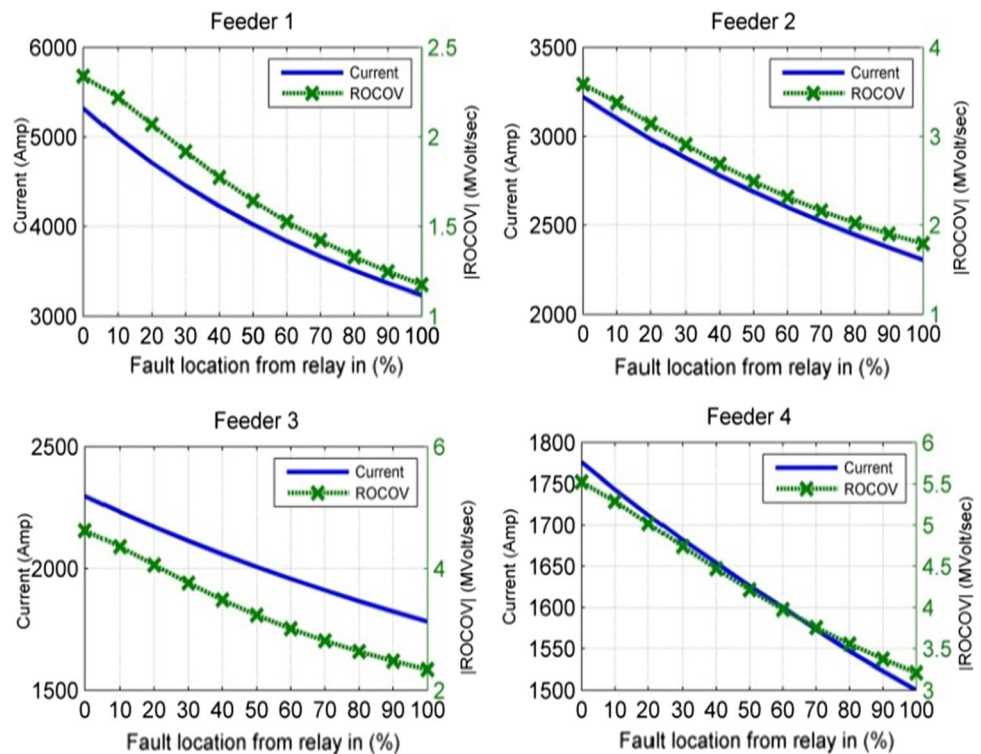 Feeder 1
6000
5000
4000
3000
2.5
2
1.5
1
Current (Amp)
|ROCOV| (MVolt/sec)
Current
ROCOV
0 10 20 30 40 50 60 70 80 90 100
Fault location from relay in (%)
Feeder 2
3500
3000
2500
2000
4
3
2
1
Current (Amp)
|ROCOV| (MVolt/sec)
Current
ROCOV
0 10 20 30 40 50 60 70 80 90 100
Fault location from relay in (%)
Feeder 3
2500
2000
1500
6
4
2
Current (Amp)
|ROCOV| (MVolt/sec)
Current
ROCOV
0 10 20 30 40 50 60 70 80 90 100
Fault location from relay in (%)
Feeder 4
1800
1750
1700
1650
1600
1550
1500
6
5.5
5
4.5
4
3.5
3
Current (Amp)
|ROCOV| (MVolt/sec)
Current
ROCOV
0 10 20 30 40 50 60 70 80 90 100
Fault location from relay in (%)